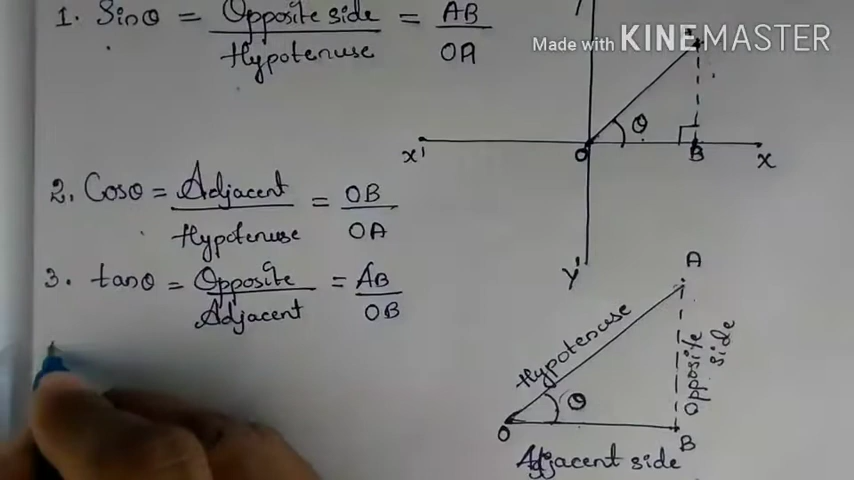 1. Sinθ = Opposite side / Hypotenuse = AB / OA
Made with KINEMASTER
θ
X' O B X
2. Cosθ = Adjacent / Hypotenuse = OB / OA
Y'
3. tanθ = Opposite / Adjacent = AB / OB
A
Hypotenuse
Opposite side
θ
O B
Adjacent side